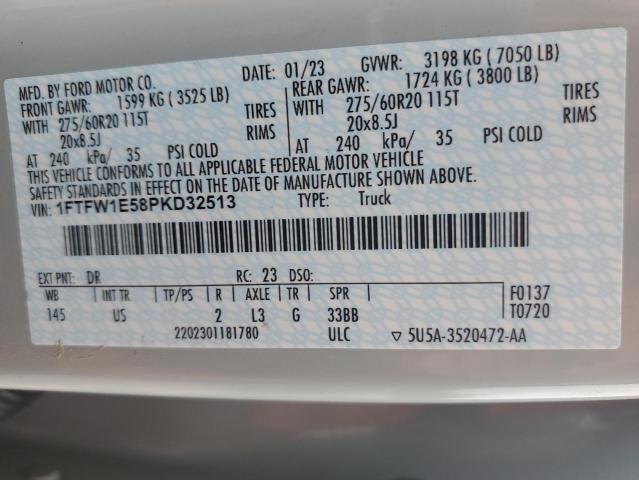 MFD. BY FORD MOTOR CO. DATE: 01/23 GVWR: 3198 KG ( 7050 LB)
FRONT GAWR: 1599 KG ( 3525 LB) REAR GAWR: 1724 KG ( 3800 LB)
WITH 275/60R20 115T TIRES WITH 275/60R20 115T TIRES
20x8.5J RIMS 20x8.5J RIMS
AT 240 kPa/ 35 PSI COLD AT 240 kPa/ 35 PSI COLD
THIS VEHICLE CONFORMS TO ALL APPLICABLE FEDERAL MOTOR VEHICLE
SAFETY STANDARDS IN EFFECT ON THE DATE OF MANUFACTURE SHOWN ABOVE.
VIN: 1FTFW1E58PKD32513 TYPE: Truck
EXT PNT: DR RC: 23 DSO:
WB INT TR TP/PS R AXLE TR SPR F0137
145 US 2 L3 G 33BB T0720
2202301181780 ULC ▽ 5U5A-3520472-AA